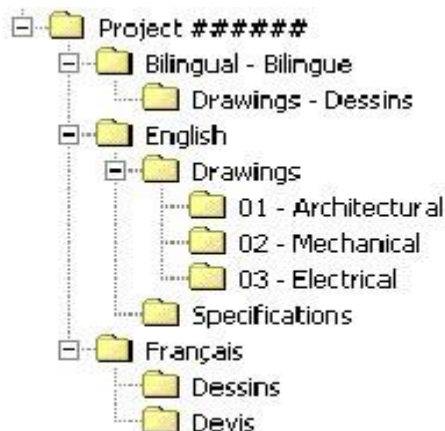 Project ######
Bilingual - Bilingue
Drawings - Dessins
English
Drawings
01 - Architectural
02 - Mechanical
03 - Electrical
Specifications
Français
Dessins
Devis